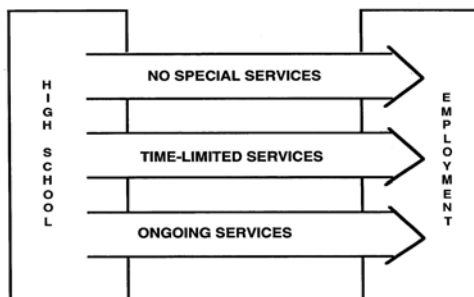 HIGH SCHOOL
NO SPECIAL SERVICES
TIME-LIMITED SERVICES
ONGOING SERVICES
EMPLOYMENT